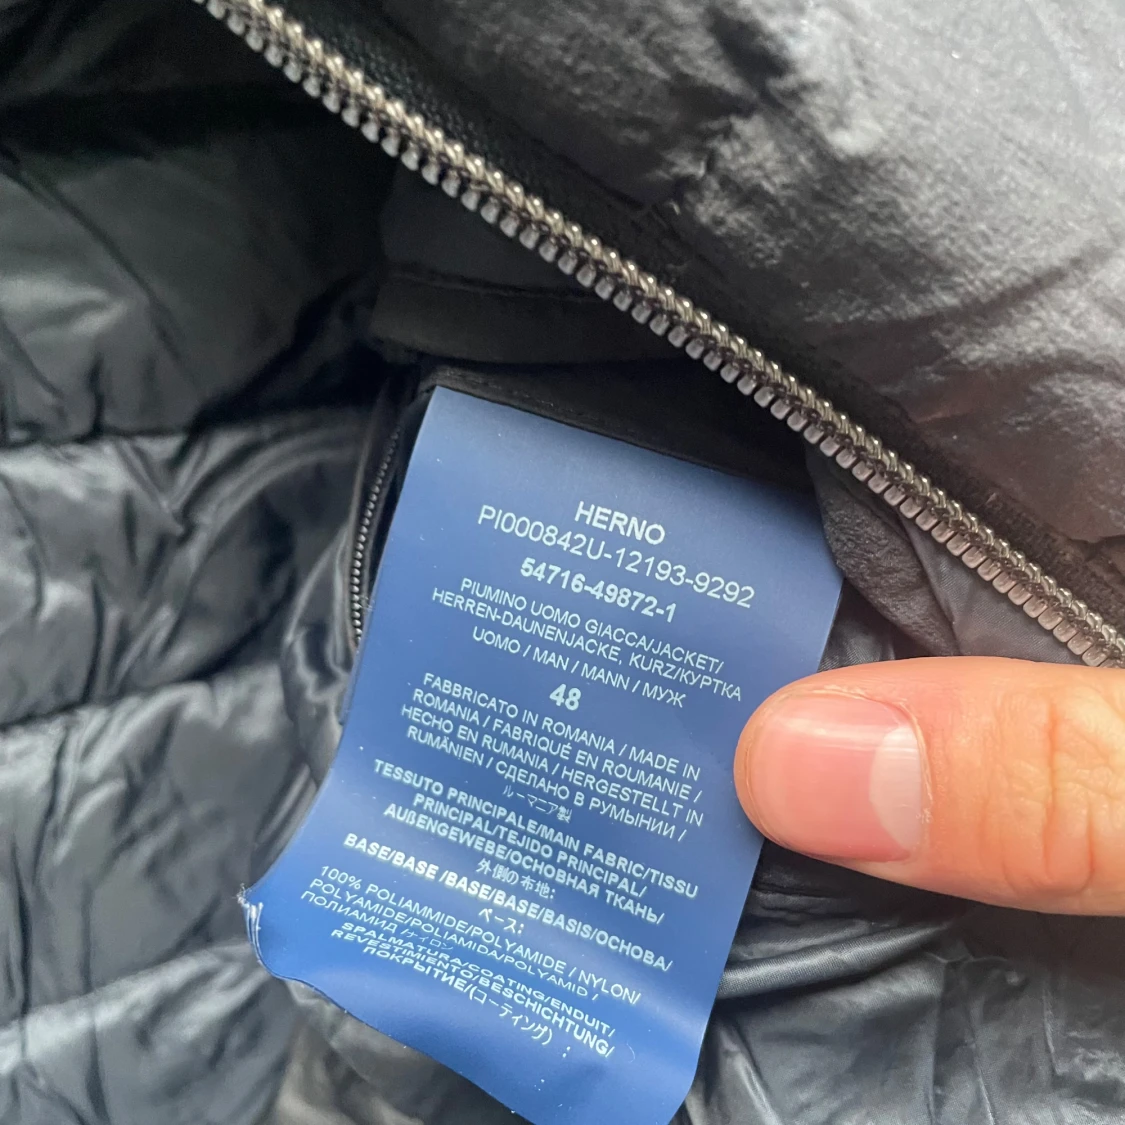 HERNO
PI000842U-12193-9292
54716-49872-1
PIUMINO UOMO GIACCA/JACKET/
HERREN-DAUNENJACKE, KURZ/КУРТКА
UOMO / MAN / MANN / МУЖ
48
FABBRICATO IN ROMANIA / MADE IN
ROMANIA / FABRIQUÉ EN ROUMANIE /
HECHO EN RUMANIA / HERGESTELLT IN
RUMÄNIEN / СДЕЛАНО В РУМЫНИИ /
ルーマニア製
TESSUTO PRINCIPALE/MAIN FABRIC/TISSU
PRINCIPAL/TEJIDO PRINCIPAL/
AUßENGEWEBE/ОСНОВНАЯ ТКАНЬ/
外側の布地:
BASE/BASE /BASE/BASE/BASIS/ОСНОВА/
ベース:
100% POLIAMMIDE/POLYAMIDE / NYLON/
POLYAMIDE/POLIAMIDA/POLYAMID /
ПОЛИАМИД /ナイロン
SPALMATURA/COATING/ENDUIT/
REVESTIMIENTO/BESCHICHTUNG/
ПОКРЫТИЕ/(コーティング) :